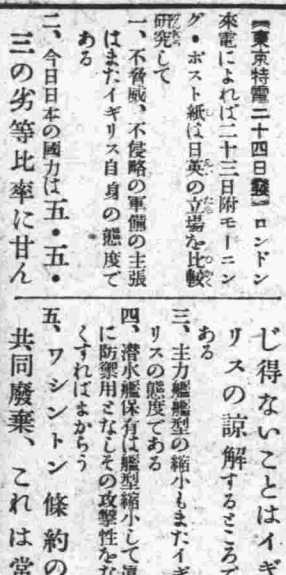 【東京特電二十四日發】ロンドン
來電によれば二十三日附モーニン
グ・ポスト紙は日英の立場を比較
研究して
一、不脅威、不侵略の軍備の主張
はまたイギリス自身の態度で
ある
二、今日日本の國力は五・五・
三の劣等比率に甘ん
じ得ないことはイギ
リスの諒解するところで
ある
三、主力艦艦型の縮小もまたイギ
リスの態度である
四、潜水艦保有は艦型縮小して
に防禦用となしその攻撃性をな
くすればまからう
五、ワシントン條約の
共同廢棄、これは常